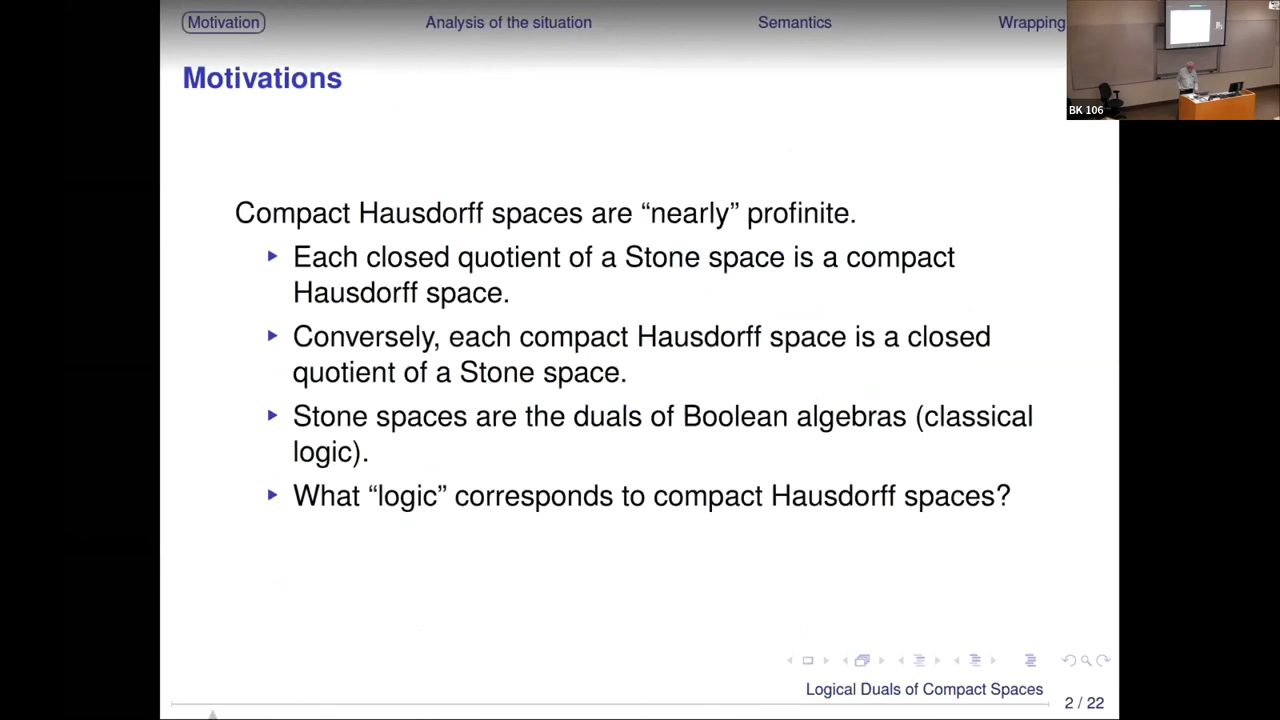 Motivation
Analysis of the situation
Semantics
Wrapping
BK 106
Motivations
Compact Hausdorff spaces are “nearly” profinite.
Each closed quotient of a Stone space is a compact
Hausdorff space.
Conversely, each compact Hausdorff space is a closed
quotient of a Stone space.
Stone spaces are the duals of Boolean algebras (classical
logic).
What “logic” corresponds to compact Hausdorff spaces?
Logical Duals of Compact Spaces
2 / 22